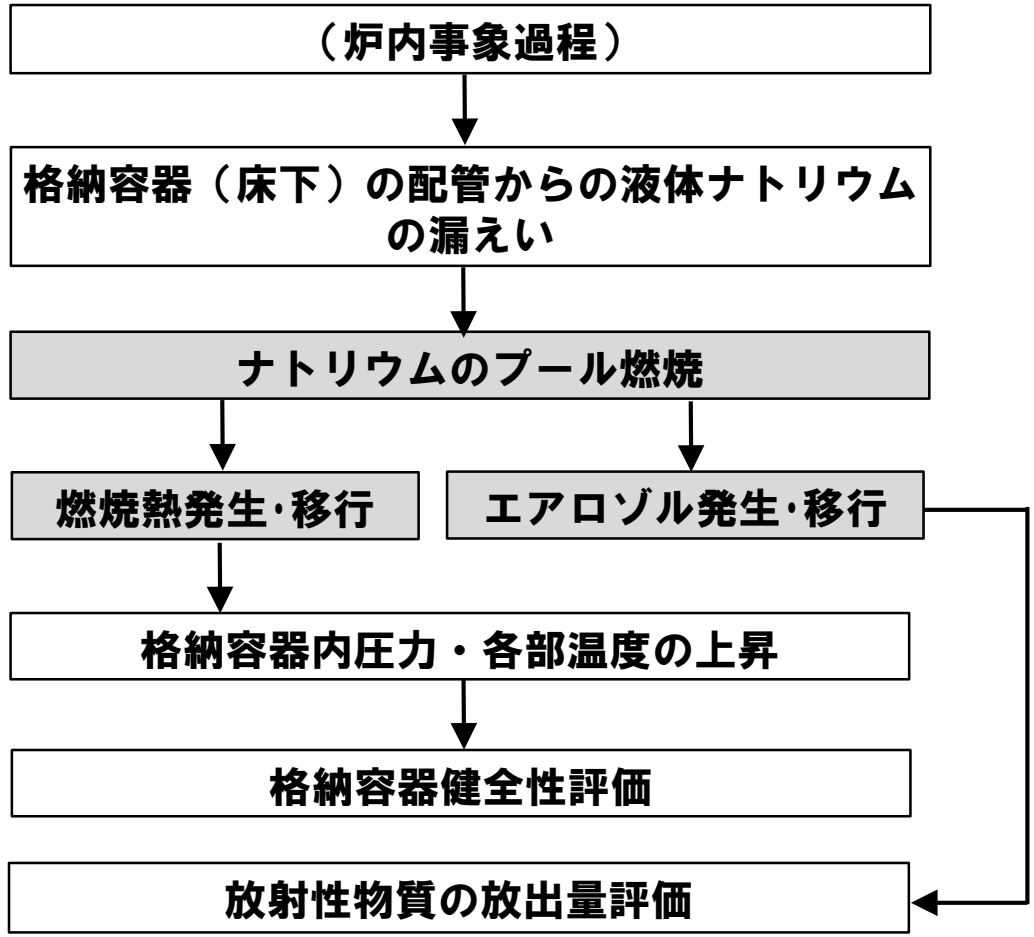 （炉内事象過程）
格納容器（床下）の配管からの液体ナトリウム
の漏えい
ナトリウムのプール燃焼
燃焼熱発生･移行
エアロゾル発生･移行
格納容器内圧力・各部温度の上昇
格納容器健全性評価
放射性物質の放出量評価